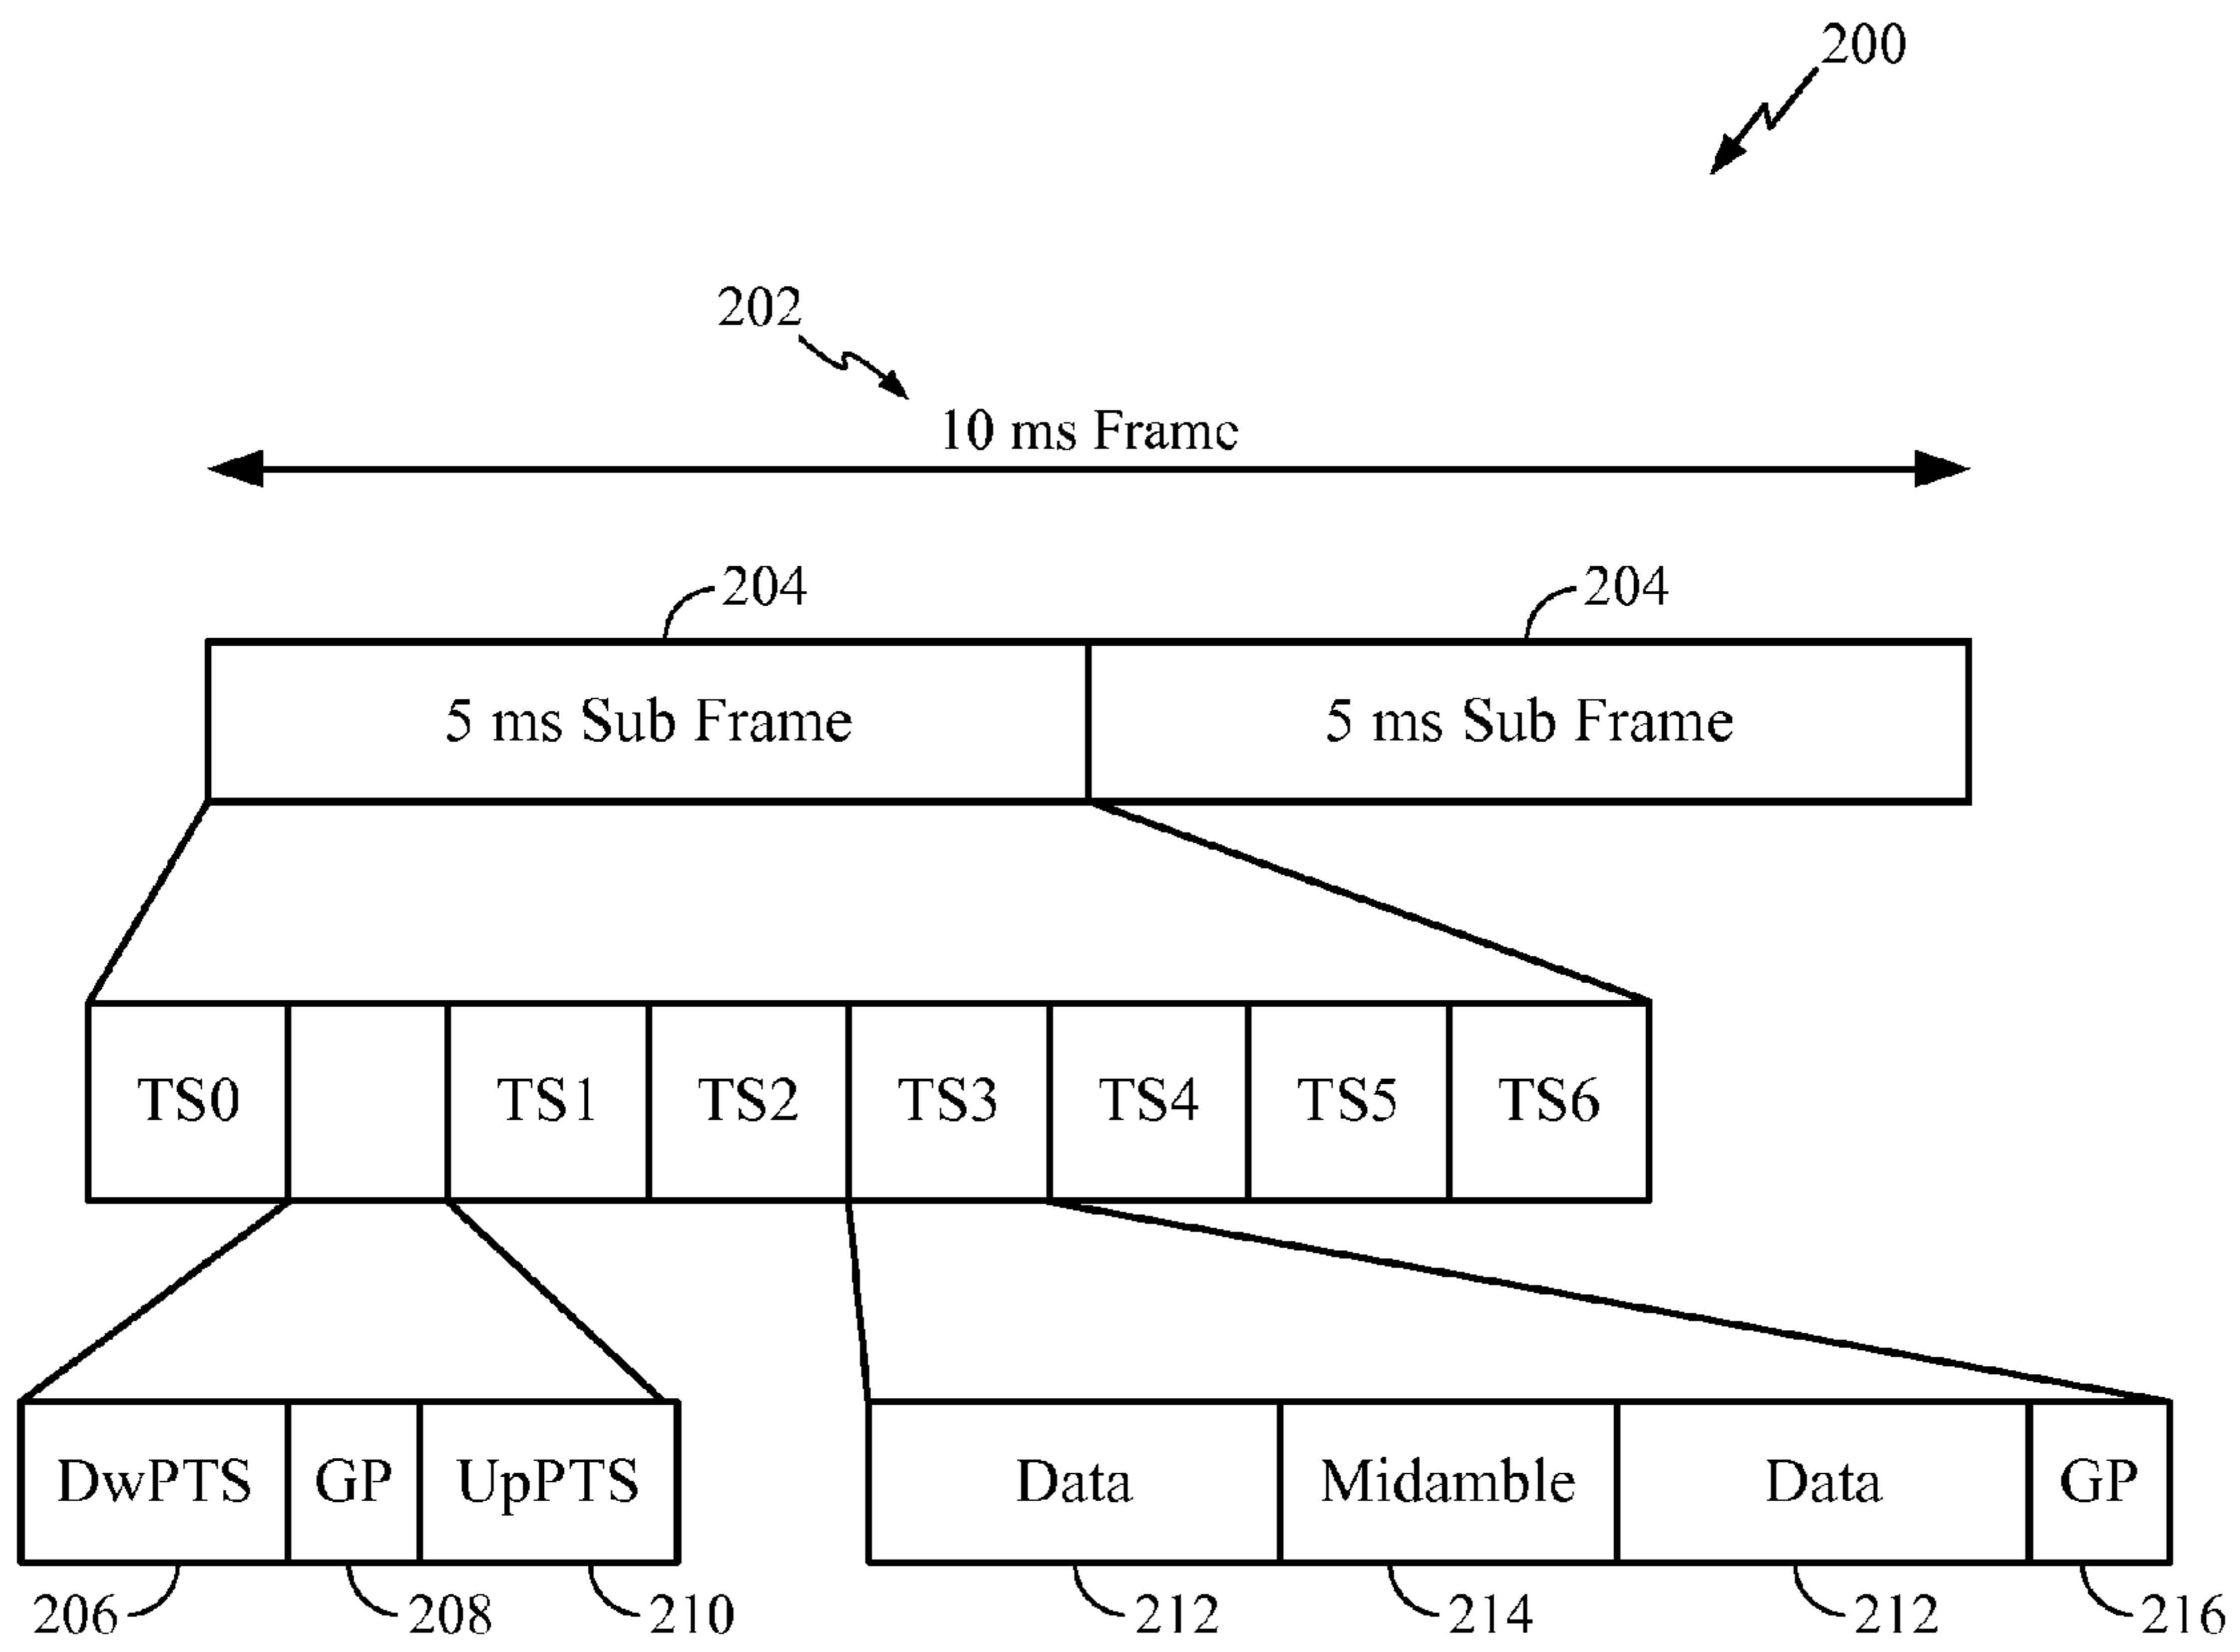 200
202
10 ms Frame
204 204
5 ms Sub Frame 5 ms Sub Frame
TS0 TS1 TS2 TS3 TS4 TS5 TS6
DwPTS GP UpPTS Data Midamble Data GP
206 208 210 212 214 212 216